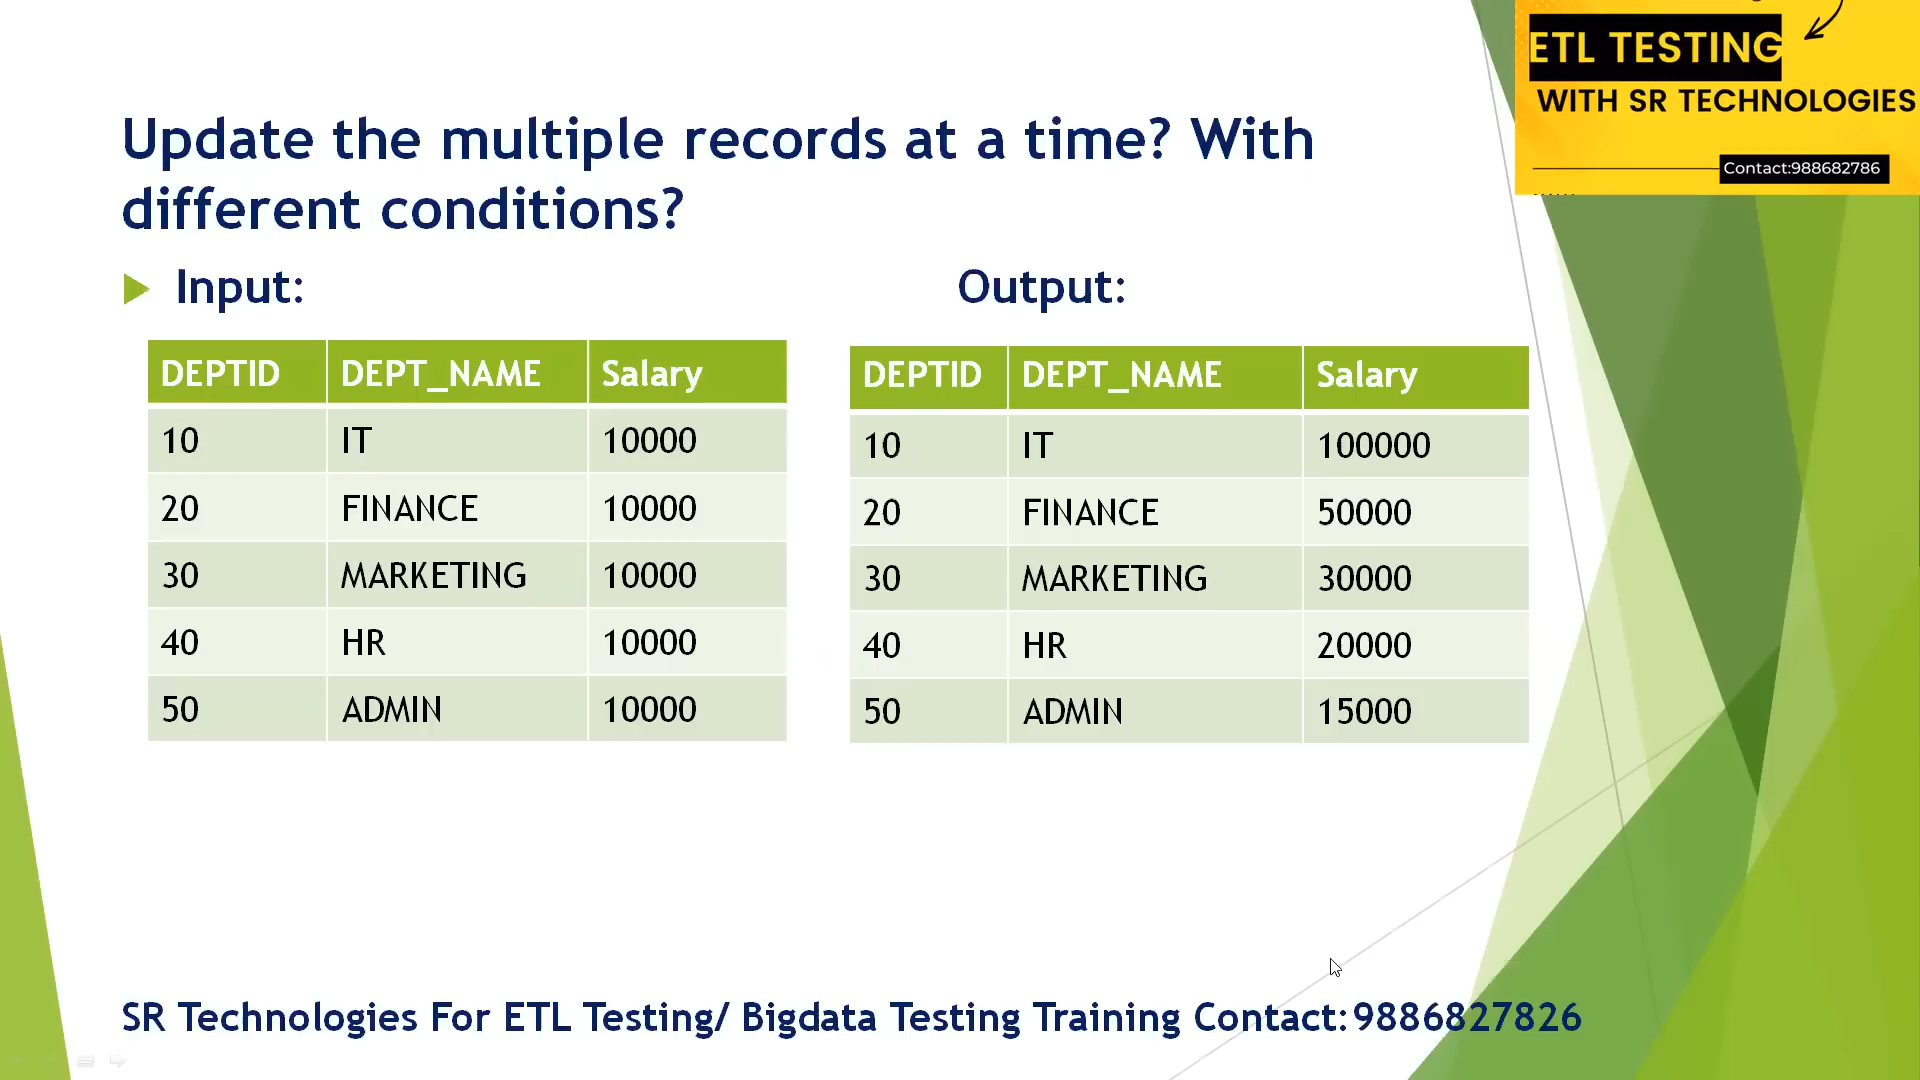 ETL TESTING
WITH SR TECHNOLOGIES
Contact:988682786
Update the multiple records at a time? With
different conditions?
Input:
DEPTID DEPT_NAME Salary
10 IT 10000
20 FINANCE 10000
30 MARKETING 10000
40 HR 10000
50 ADMIN 10000
Output:
DEPTID DEPT_NAME Salary
10 IT 100000
20 FINANCE 50000
30 MARKETING 30000
40 HR 20000
50 ADMIN 15000
SR Technologies For ETL Testing/ Bigdata Testing Training Contact:9886827826